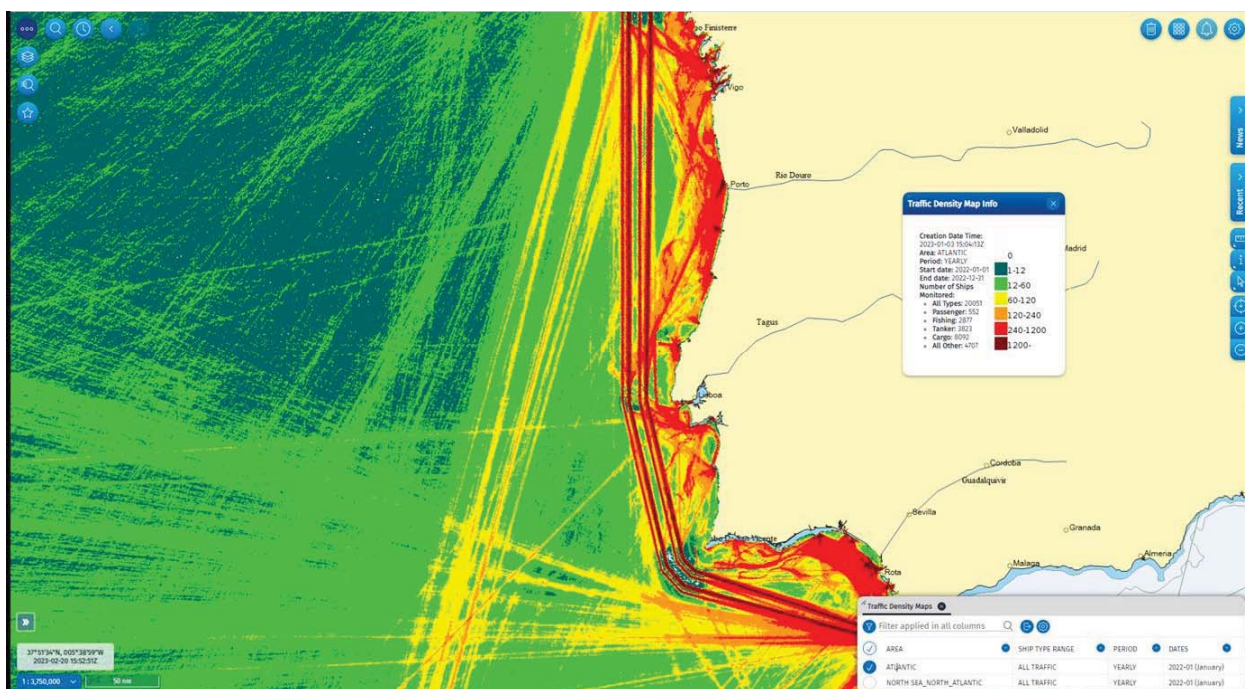 bo Finisterre
Vigo
Valladolid
Porto
Rio Douro
News
Recent
Traffic Density Map Info
Creation Date Time:
2023-01-03 15:04:13Z
Area: ATLANTIC
Period: YEARLY
Start date: 2022-01-01
End date: 2022-12-31
Number of Ships
Monitored:
All Types: 20051
Passenger: 552
Fishing: 2877
Tanker: 3823
Cargo: 8092
All Other: 4707
0
1-12
12-60
60-120
120-240
240-1200
1200-
Madrid
Tagus
Lisboa
Cordoba
Guadalquivir
Sevilla
Granada
Vicente
Rota
Malaga
Almeria
Traffic Density Maps
Filter applied in all columns
AREA SHIP TYPE RANGE PERIOD DATES
ATLANTIC ALL TRAFFIC YEARLY 2022-01 (January)
NORTH SEA_NORTH_ATLANTIC ALL TRAFFIC YEARLY 2022-01 (January)
37°51'34"N, 005°38'59"W
2023-02-20 15:52:51Z
1 : 3,750,000
50 nm